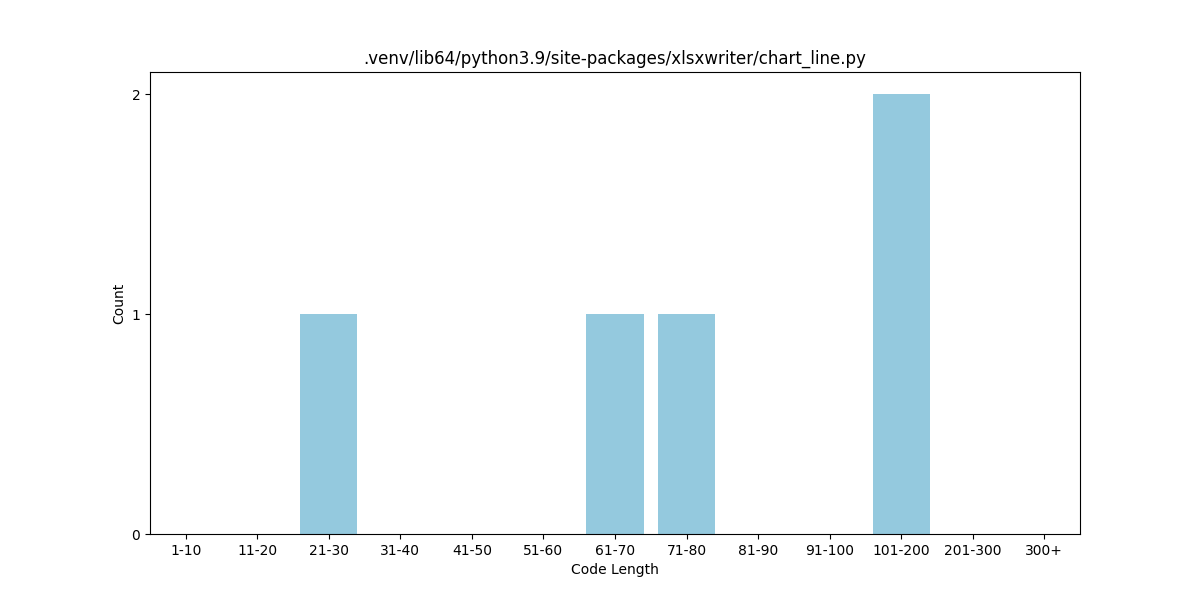 .venv/lib64/python3.9/site-packages/xlsxwriter/chart_line.py
2
1
0
Count
1-10 11-20 21-30 31-40 41-50 51-60 61-70 71-80 81-90 91-100 101-200 201-300 300+
Code Length